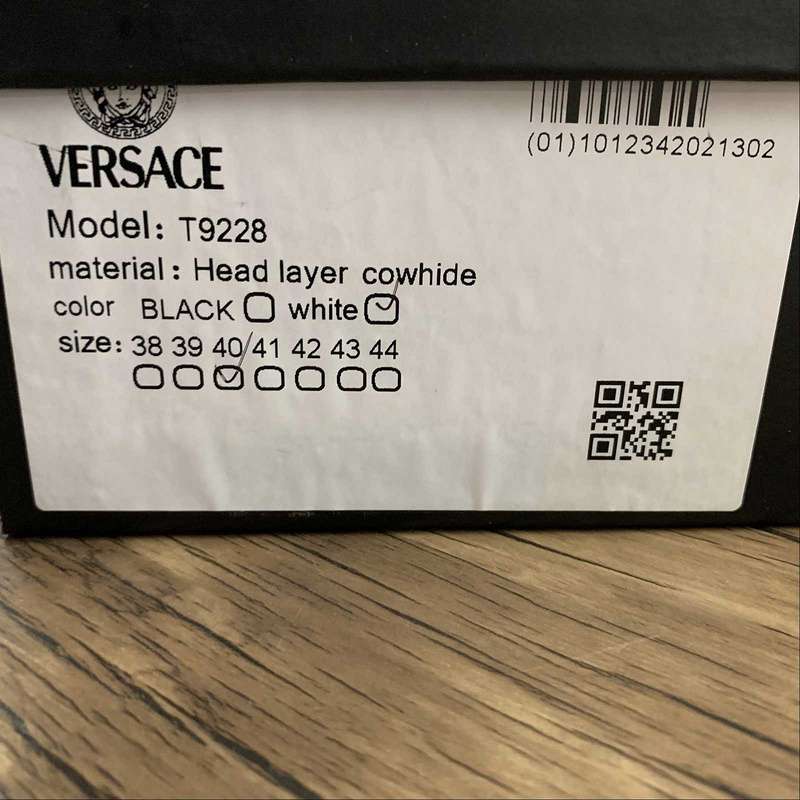 (01)1012342021302
VERSACE
Model: T9228
material: Head layer cowhide
color BLACK white
size: 38 39 40 41 42 43 44